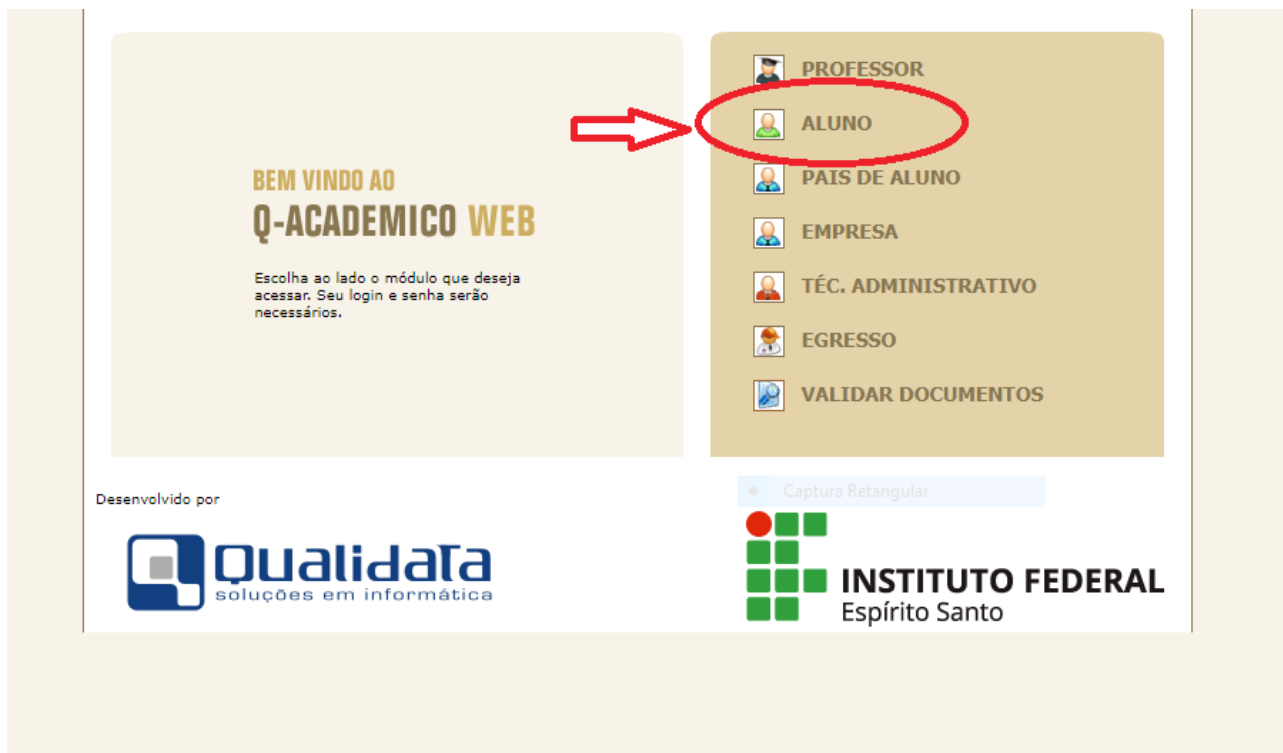 BEM VINDO AO
Q-ACADEMICO WEB
Escolha ao lado o módulo que deseja
acessar. Seu login e senha serão
necessários.
PROFESSOR
ALUNO
PAIS DE ALUNO
EMPRESA
TÉC. ADMINISTRATIVO
EGRESSO
VALIDAR DOCUMENTOS
Desenvolvido por
Qualidata
soluções em informática
Captura Retangular
INSTITUTO FEDERAL
Espírito Santo